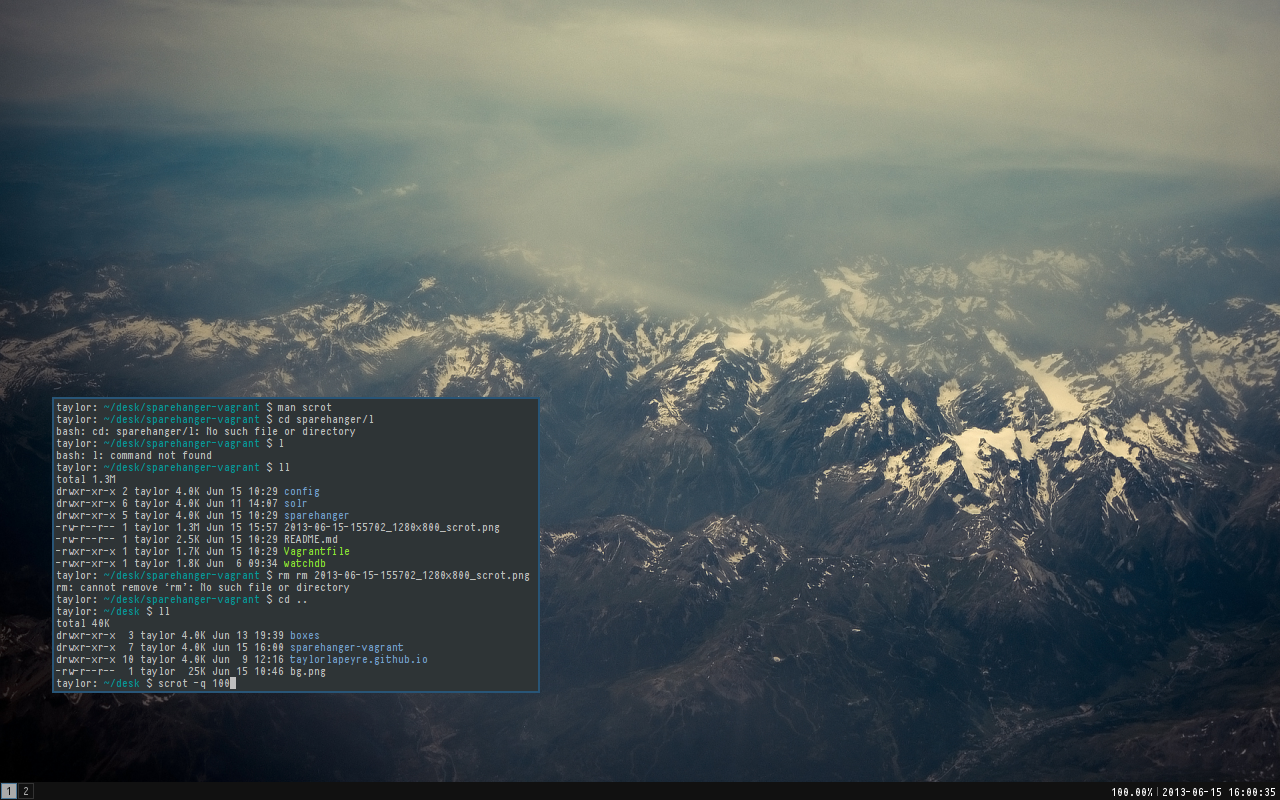 taylor: ~/desk/sparehanger-vagrant $ man scrot
taylor: ~/desk/sparehanger-vagrant $ cd sparehanger/l
bash: cd: sparehanger/l: No such file or directory
taylor: ~/desk/sparehanger-vagrant $ l
bash: l: command not found
taylor: ~/desk/sparehanger-vagrant $ ll
total 1.3M
drwxr-xr-x 2 taylor 4.0K Jun 15 10:29 config
drwxr-xr-x 6 taylor 4.0K Jun 11 14:07 solr
drwxr-xr-x 5 taylor 4.0K Jun 15 10:29 sparehanger
-rw-r--r-- 1 taylor 1.3M Jun 15 15:57 2013-06-15-155702_1280x800_scrot.png
-rw-r--r-- 1 taylor 2.5K Jun 15 10:29 README.md
-rwxr-xr-x 1 taylor 1.7K Jun 15 10:29 Vagrantfile
-rwxr-xr-x 1 taylor 1.8K Jun  6 09:34 watchdb
taylor: ~/desk/sparehanger-vagrant $ rm rm 2013-06-15-155702_1280x800_scrot.png
rm: cannot remove ‘rm’: No such file or directory
taylor: ~/desk/sparehanger-vagrant $ cd ..
taylor: ~/desk $ ll
total 40K
drwxr-xr-x  3 taylor 4.0K Jun 13 19:39 boxes
drwxr-xr-x  7 taylor 4.0K Jun 15 16:00 sparehanger-vagrant
drwxr-xr-x 10 taylor 4.0K Jun  9 12:16 taylorlapeyre.github.io
-rw-r--r--  1 taylor  25K Jun 15 10:46 bg.png
taylor: ~/desk $ scrot -q 100
1 2 100.00% | 2013-06-15 16:00:35